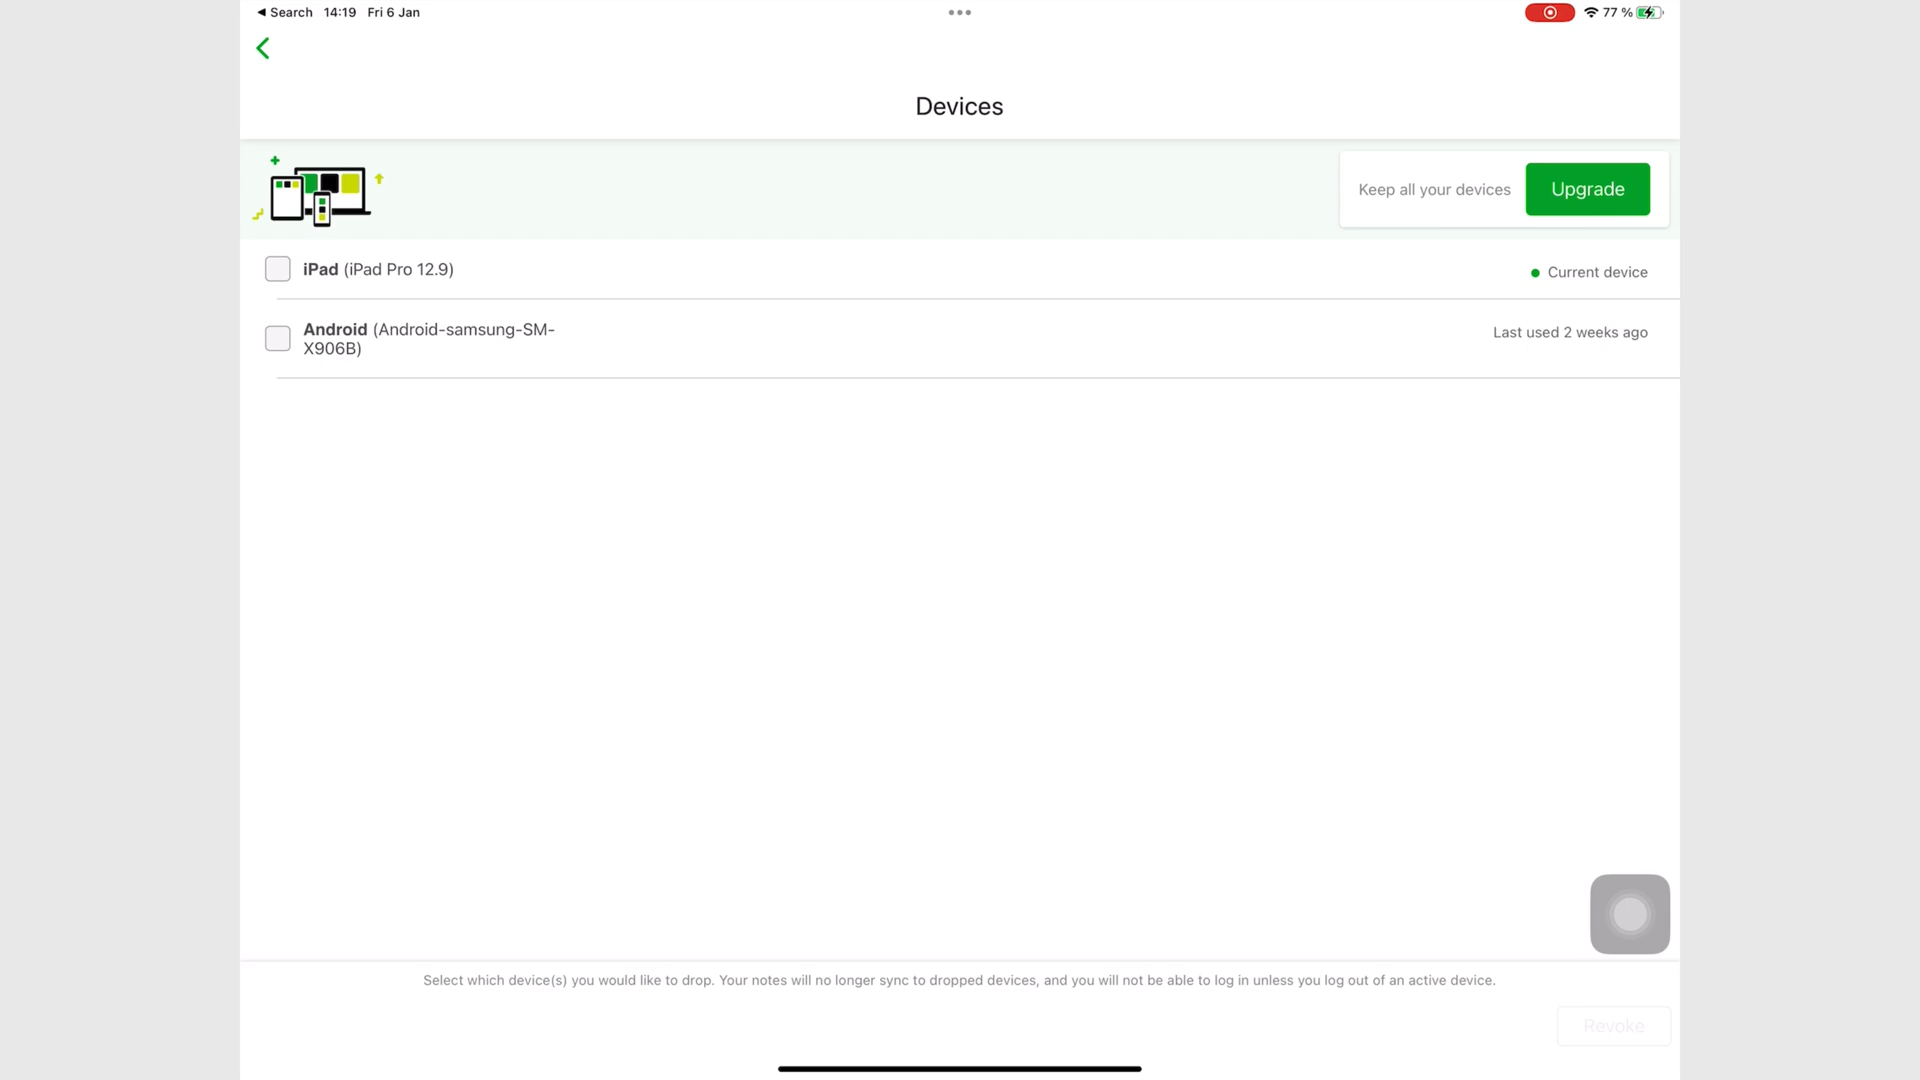 ◀ Search 14:19 Fri 6 Jan
77 %
Devices
Keep all your devices
Upgrade
iPad (iPad Pro 12.9)
Current device
Android (Android-samsung-SM-
X906B)
Last used 2 weeks ago
Select which device(s) you would like to drop. Your notes will no longer sync to dropped devices, and you will not be able to log in unless you log out of an active device.
Revoke